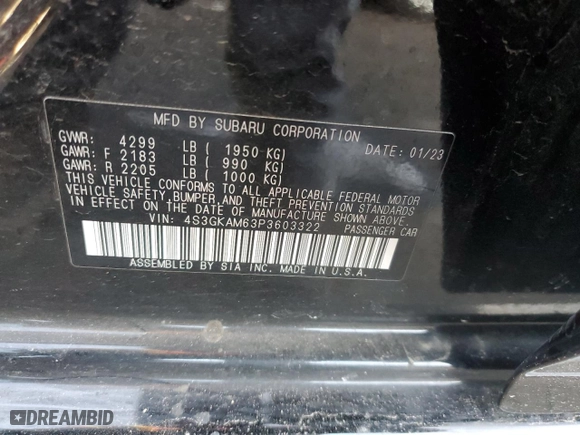 MFD BY SUBARU CORPORATION
GVWR: 4299 LB ( 1950 KG) DATE: 01/23
GAWR: F 2183 LB ( 990 KG)
GAWR: R 2205 LB ( 1000 KG)
THIS VEHICLE CONFORMS TO ALL APPLICABLE FEDERAL MOTOR
VEHICLE SAFETY, BUMPER, AND THEFT PREVENTION STANDARDS
IN EFFECT ON THE DATE OF MANUFACTURE SHOWN ABOVE.
VIN: 4S3GKAM63P3603322 PASSENGER CAR
ASSEMBLED BY SIA INC. MADE IN U.S.A.
DREAMBID